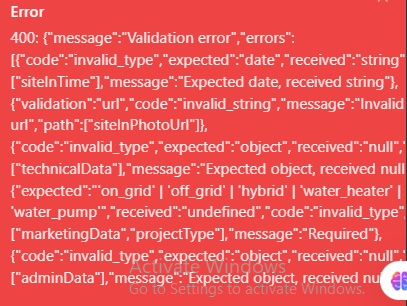 Error
400: {"message":"Validation error","errors":
[{"code":"invalid_type","expected":"date","received":"string"
["siteInTime"],"message":"Expected date, received string"},
{"validation":"url","code":"invalid_string","message":"Invalid
url","path":["siteInPhotoUrl"]},
{"code":"invalid_type","expected":"object","received":"null","
["technicalData"],"message":"Expected object, received null
{"expected":"'on_grid' | 'off_grid' | 'hybrid' | 'water_heater' |
'water_pump'","received":"undefined","code":"invalid_type"
["marketingData","projectType"],"message":"Required"},
{"code":"invalid_type","expected":"object","received":"null","
["adminData"],"message":"Expected object, received nu
Activate Windows
Go to Settings to activate Windows.